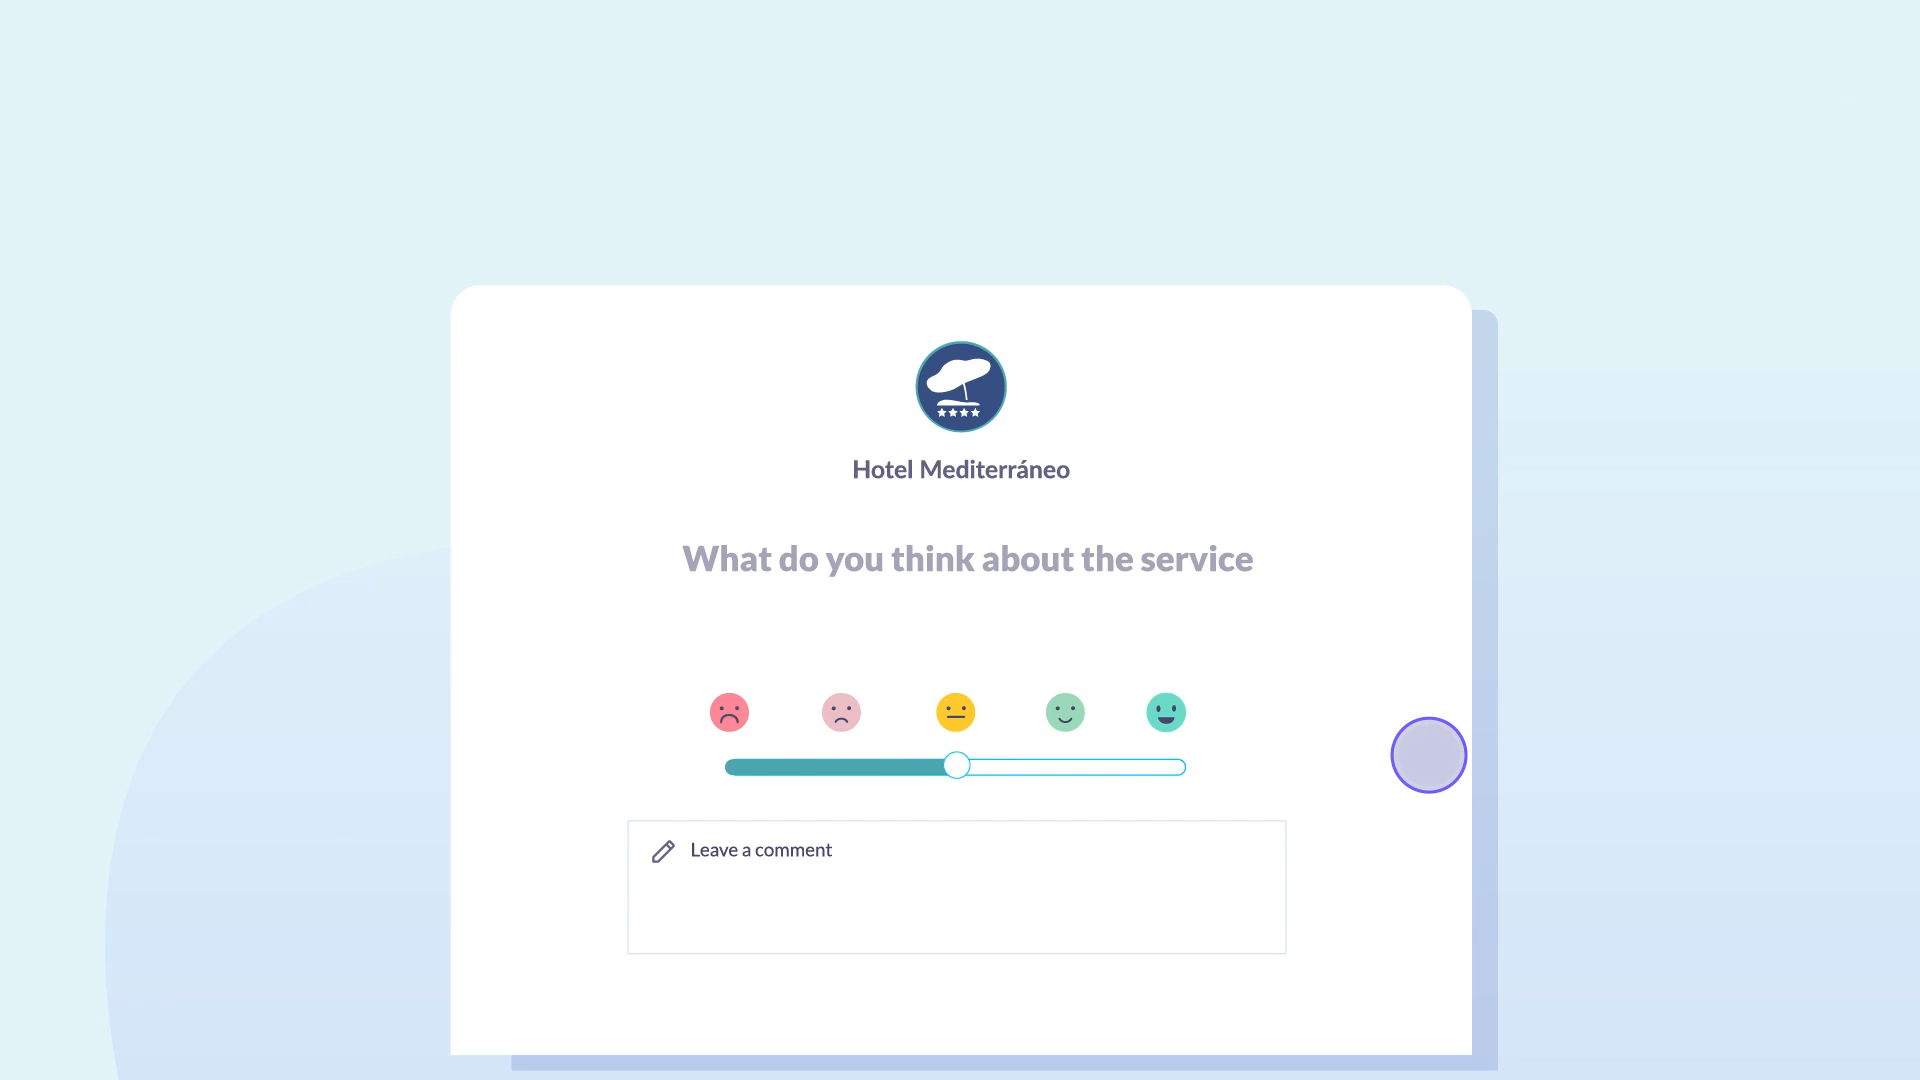 Hotel Mediterráneo
What do you think about the service
Leave a comment